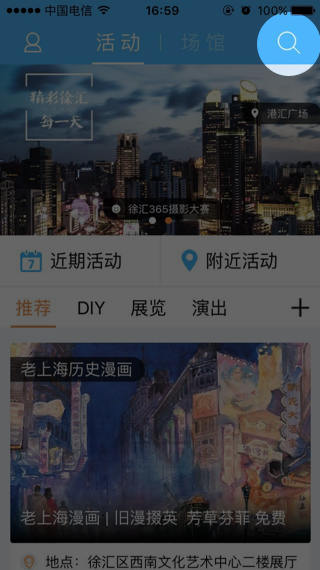 中国电信 16:59 100%
活动 | 场馆
精彩徐汇
每一天
港汇广场
徐汇365摄影大赛
7 近期活动 附近活动
推荐 DIY 展览 演出 +
老上海历史漫画
老上海漫画 | 旧漫撷英 芳草芬菲 免费
地点：徐汇区西南文化艺术中心二楼展厅